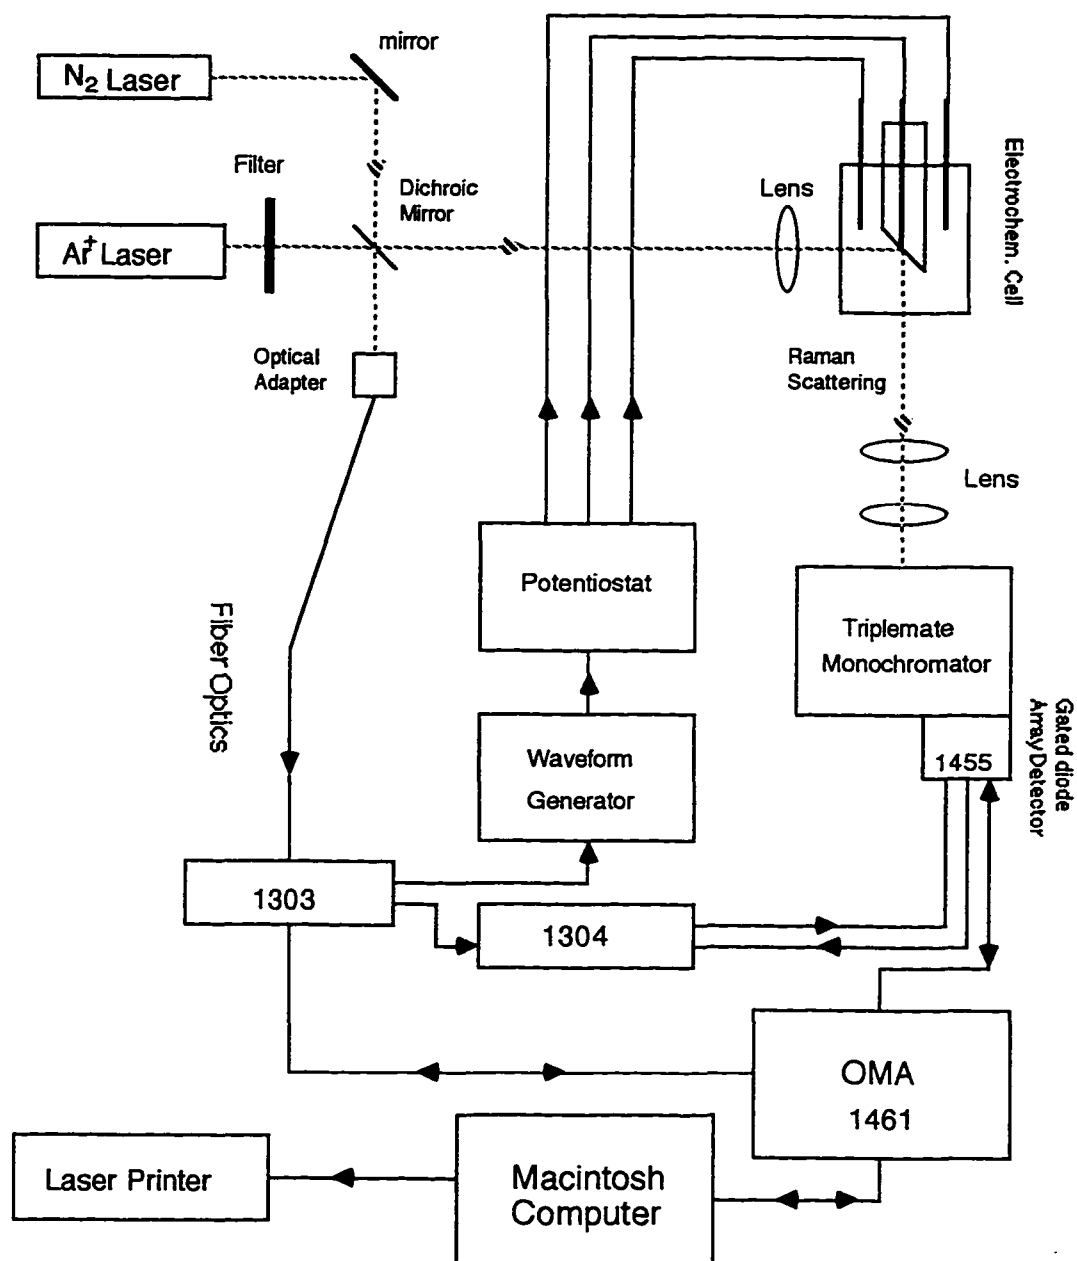 mirror
N2 Laser
Filter
Dichroic
Mirror
Lens
Electrochem. Cell
Ar+ Laser
Optical
Adapter
Raman
Scattering
Lens
Potentiostat
Triplemate
Monochromator
Fiber Optics
Gated diode
Array Detector
Waveform
Generator
1455
1303
1304
OMA
1461
Laser Printer
Macintosh
Computer